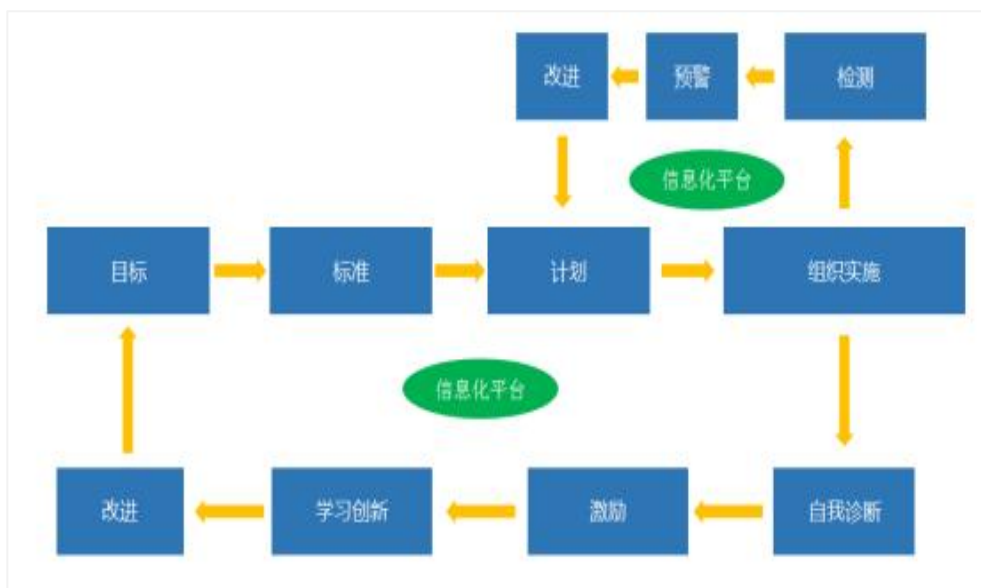 改进
预警
检测
信息化平台
目标
标准
计划
组织实施
信息化平台
改进
学习创新
激励
自我诊断